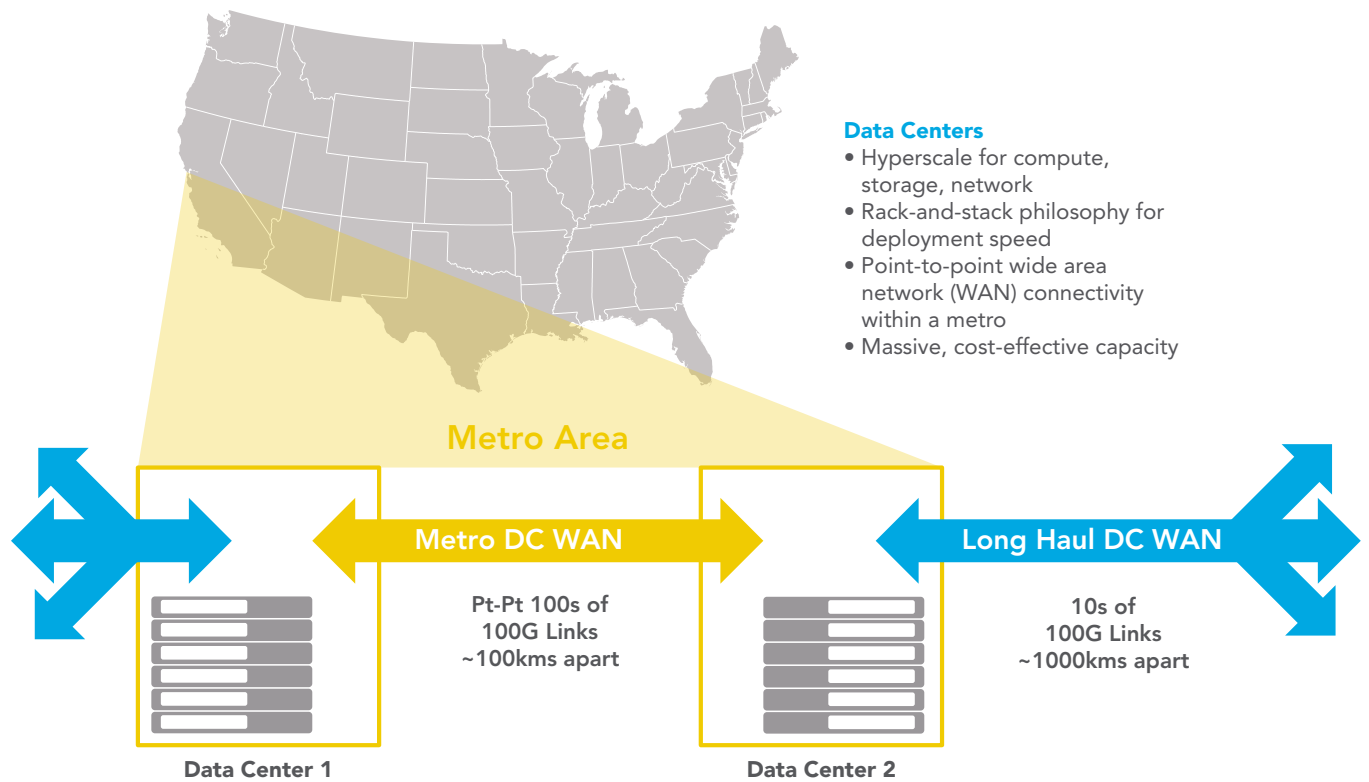 Data Centers
• Hyperscale for compute,
storage, network
• Rack-and-stack philosophy for
deployment speed
• Point-to-point wide area
network (WAN) connectivity
within a metro
• Massive, cost-effective capacity
Metro Area
Metro DC WAN
Long Haul DC WAN
Pt-Pt 100s of
100G Links
~100kms apart
10s of
100G Links
~1000kms apart
Data Center 1
Data Center 2